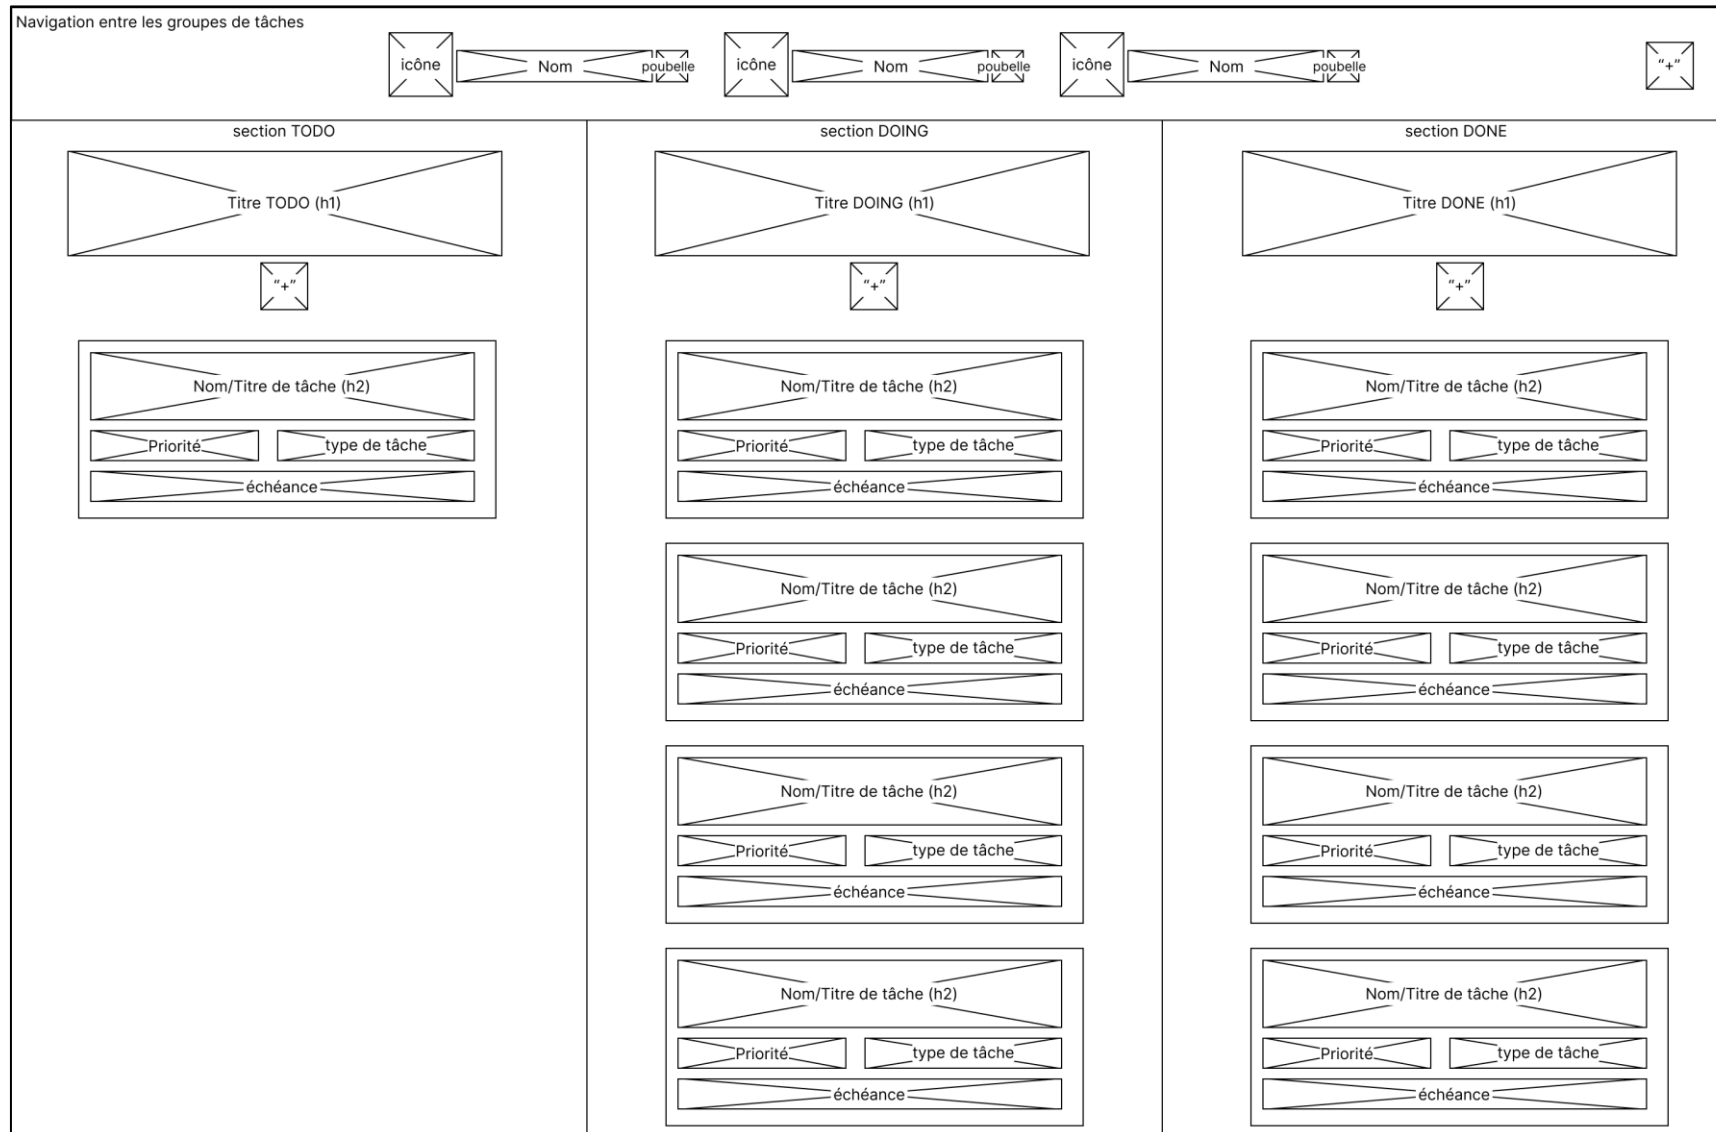 Navigation entre les groupes de tâches
icône Nom poubelle icône Nom poubelle icône Nom poubelle “+”
section TODO
Titre TODO (h1)
“+”
Nom/Titre de tâche (h2)
Priorité type de tâche
échéance
section DOING
Titre DOING (h1)
“+”
Nom/Titre de tâche (h2)
Priorité type de tâche
échéance
Nom/Titre de tâche (h2)
Priorité type de tâche
échéance
Nom/Titre de tâche (h2)
Priorité type de tâche
échéance
Nom/Titre de tâche (h2)
Priorité type de tâche
échéance
section DONE
Titre DONE (h1)
“+”
Nom/Titre de tâche (h2)
Priorité type de tâche
échéance
Nom/Titre de tâche (h2)
Priorité type de tâche
échéance
Nom/Titre de tâche (h2)
Priorité type de tâche
échéance
Nom/Titre de tâche (h2)
Priorité type de tâche
échéance